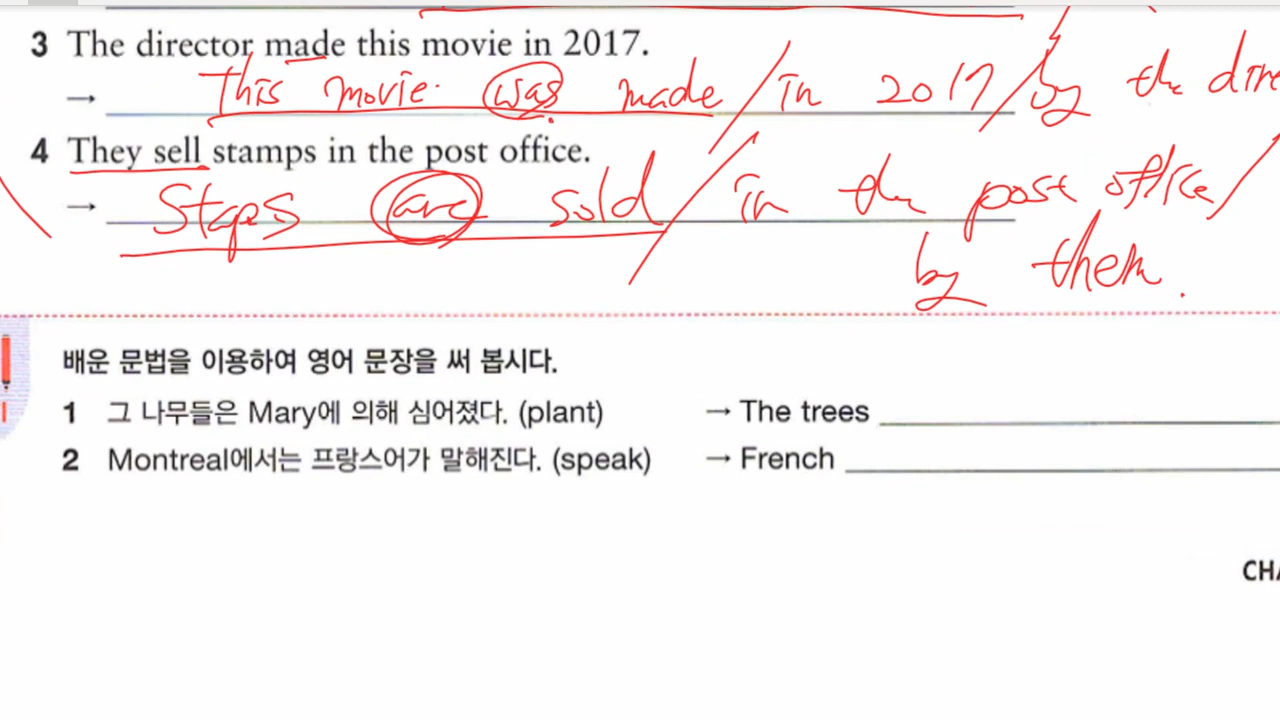 3 The director made this movie in 2017.
→ This movie was made / in 2017 / by the dire
4 They sell stamps in the post office.
→ Staps are sold / in the post office /
by them.
배운 문법을 이용하여 영어 문장을 써 봅시다.
1 그 나무들은 Mary에 의해 심어졌다. (plant) → The trees
2 Montreal에서는 프랑스어가 말해진다. (speak) → French
CHA